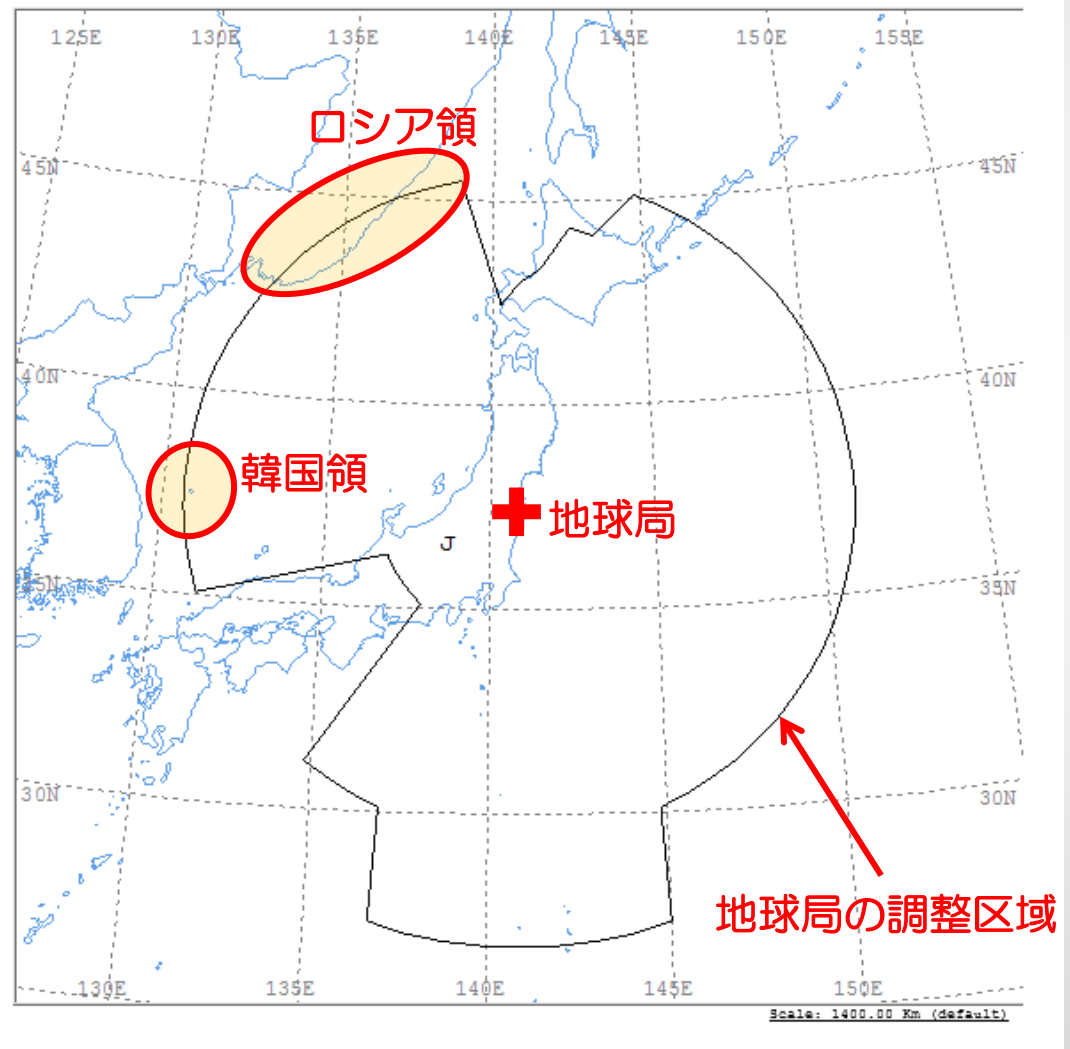 125E 130E 135E 140E 145E 150E 155E
ロシア領
45N 45N
40N 40N
韓国領
地球局
J
35N 35N
30N 30N
地球局の調整区域
130E 135E 140E 145E 150E
Scale: 1400.00 Km (default)